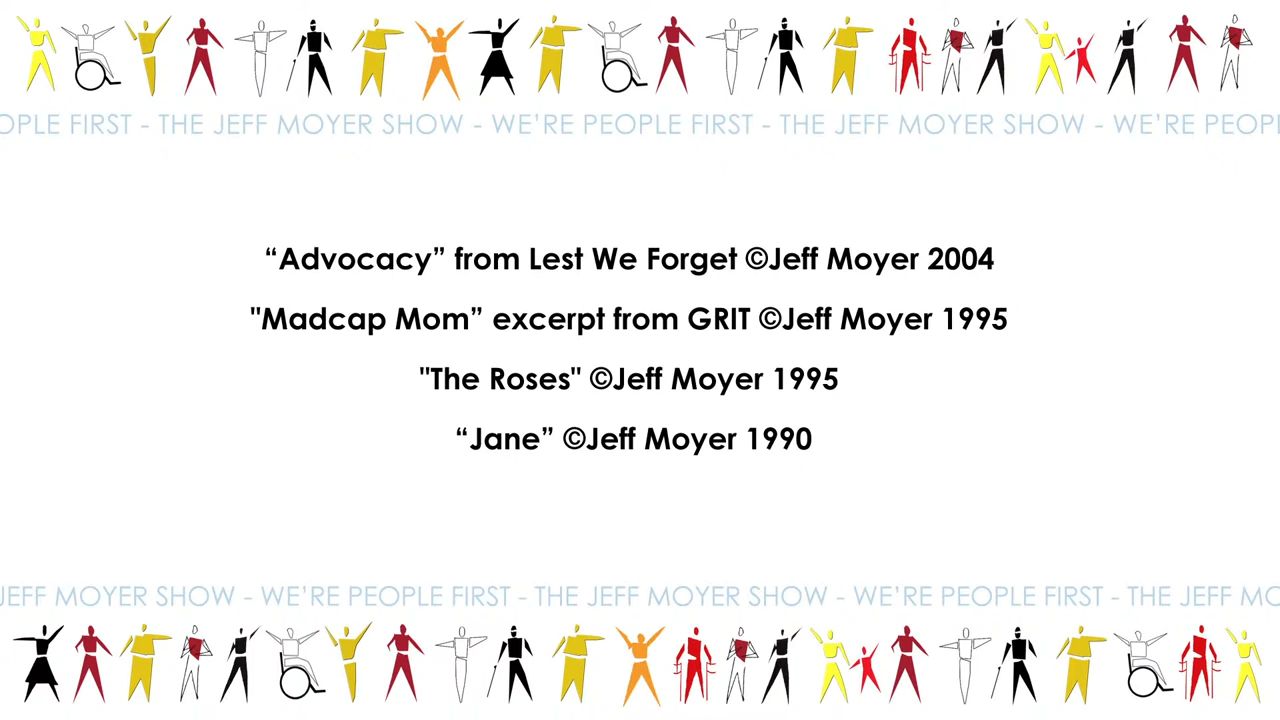 OPLE FIRST - THE JEFF MOYER SHOW - WE’RE PEOPLE FIRST - THE JEFF MOYER SHOW - WE’RE PEOPL
“Advocacy” from Lest We Forget ©Jeff Moyer 2004
"Madcap Mom” excerpt from GRIT ©Jeff Moyer 1995
"The Roses" ©Jeff Moyer 1995
“Jane” ©Jeff Moyer 1990
JEFF MOYER SHOW - WE’RE PEOPLE FIRST - THE JEFF MOYER SHOW - WE’RE PEOPLE FIRST - THE JEFF MO